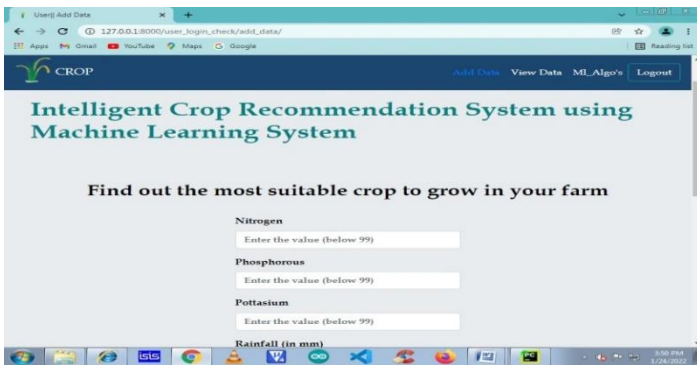 User|| Add Data
127.0.0.1:8000/user_login_check/add_data/
Apps Gmail YouTube Maps Google Reading list
CROP Add Data View Data ML_Algo's Logout
Intelligent Crop Recommendation System using
Machine Learning System
Find out the most suitable crop to grow in your farm
Nitrogen
Enter the value (below 99)
Phosphorous
Enter the value (below 99)
Pottasium
Enter the value (below 99)
Rainfall (in mm)
isis
3:50 PM
1/24/2022